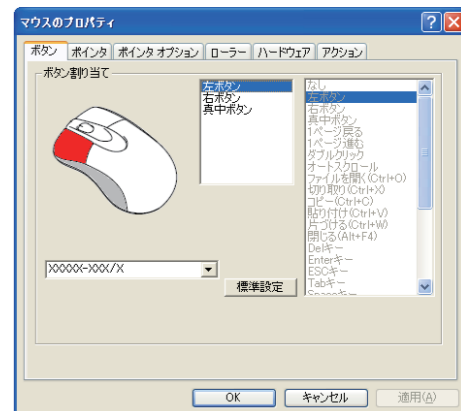 マウスのプロパティ
ボタン
ポインタ
ポインタ オプション
ローラー
ハードウェア
アクション
ボタン割り当て
左ボタン
右ボタン
真中ボタン
なし
左ボタン
右ボタン
真中ボタン
1ページ戻る
1ページ進む
ダブルクリック
オートスクロール
ファイルを開く(Ctrl+O)
切り取り(Ctrl+X)
コピー(Ctrl+C)
貼り付け(Ctrl+V)
片づける(Ctrl+W)
閉じる(Alt+F4)
Delキー
Enterキー
ESCキー
Tabキー
Spaceキー
XXXXX-XXX/X
標準設定
OK
キャンセル
適用(A)